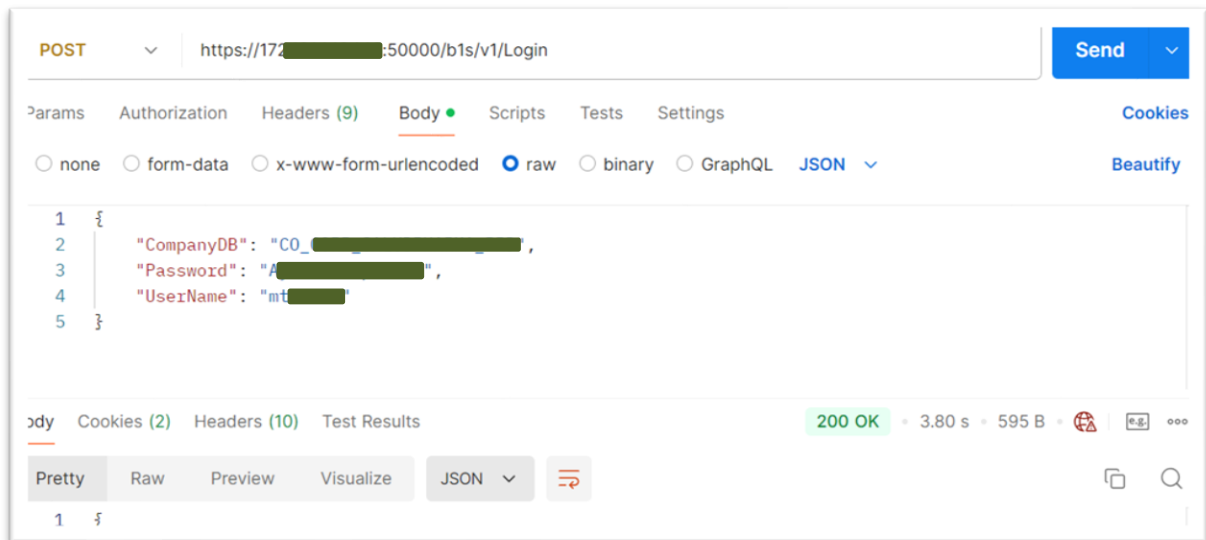 POST https://172 :50000/b1s/v1/Login Send
Params Authorization Headers (9) Body Scripts Tests Settings Cookies
none form-data x-www-form-urlencoded raw binary GraphQL JSON Beautify
1 {
2 "CompanyDB": "CO_ ",
3 "Password": "A ",
4 "UserName": "mt "
5 }
ody Cookies (2) Headers (10) Test Results 200 OK • 3.80 s • 595 B • e.g. ooo
Pretty Raw Preview Visualize JSON
1 {